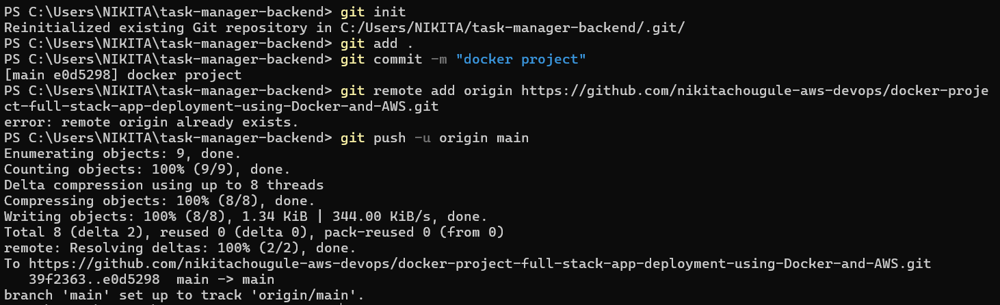 PS C:\Users\NIKITA\task-manager-backend> git init
Reinitialized existing Git repository in C:/Users/NIKITA/task-manager-backend/.git/
PS C:\Users\NIKITA\task-manager-backend> git add .
PS C:\Users\NIKITA\task-manager-backend> git commit -m "docker project"
[main e0d5298] docker project
PS C:\Users\NIKITA\task-manager-backend> git remote add origin https://github.com/nikitachougule-aws-devops/docker-proje
ct-full-stack-app-deployment-using-Docker-and-AWS.git
error: remote origin already exists.
PS C:\Users\NIKITA\task-manager-backend> git push -u origin main
Enumerating objects: 9, done.
Counting objects: 100% (9/9), done.
Delta compression using up to 8 threads
Compressing objects: 100% (8/8), done.
Writing objects: 100% (8/8), 1.34 KiB | 344.00 KiB/s, done.
Total 8 (delta 2), reused 0 (delta 0), pack-reused 0 (from 0)
remote: Resolving deltas: 100% (2/2), done.
To https://github.com/nikitachougule-aws-devops/docker-project-full-stack-app-deployment-using-Docker-and-AWS.git
   39f2363..e0d5298  main -> main
branch 'main' set up to track 'origin/main'.